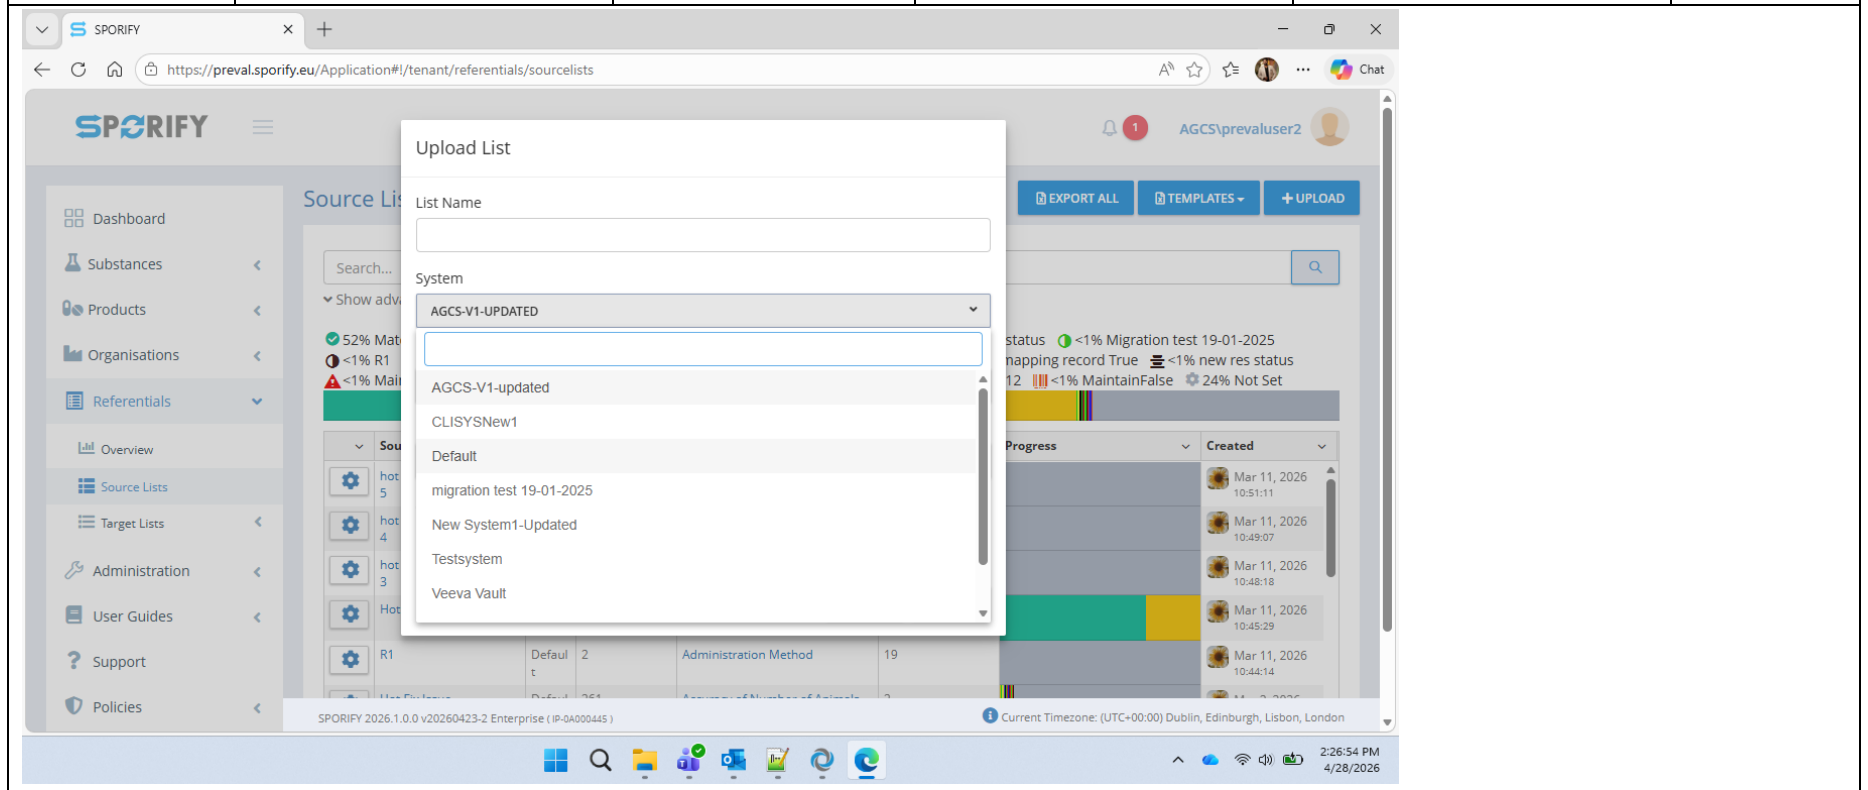 SPORIFY
https://preval.sporify.eu/Application#!/tenant/referentials/sourcelists
Chat
SPORIFY
1
AGCS\prevaluser2
Upload List
Source Lis
EXPORT ALL
TEMPLATES
+ UPLOAD
List Name
Search...
System
Show adv
AGCS-V1-UPDATED
AGCS-V1-updated
CLISYSNew1
Default
migration test 19-01-2025
New System1-Updated
Testsystem
Veeva Vault
52% Mat
status <1% Migration test 19-01-2025
<1% R1
mapping record True <1% new res status
<1% Mai
12 <1% MaintainFalse 24% Not Set
Dashboard
Substances
Products
Organisations
Referentials
Overview
Source Lists
Target Lists
Administration
User Guides
Support
Policies
Sou
Progress
Created
hot
5
Mar 11, 2026
10:51:11
hot
4
Mar 11, 2026
10:49:07
hot
3
Mar 11, 2026
10:48:18
Hot
Mar 11, 2026
10:45:29
R1
Defaul
t
2
Administration Method
19
Mar 11, 2026
10:44:14
SPORIFY 2026.1.0.0 v20260423-2 Enterprise ( IP-0A000445 )
Current Timezone: (UTC+00:00) Dublin, Edinburgh, Lisbon, London
2:26:54 PM
4/28/2026